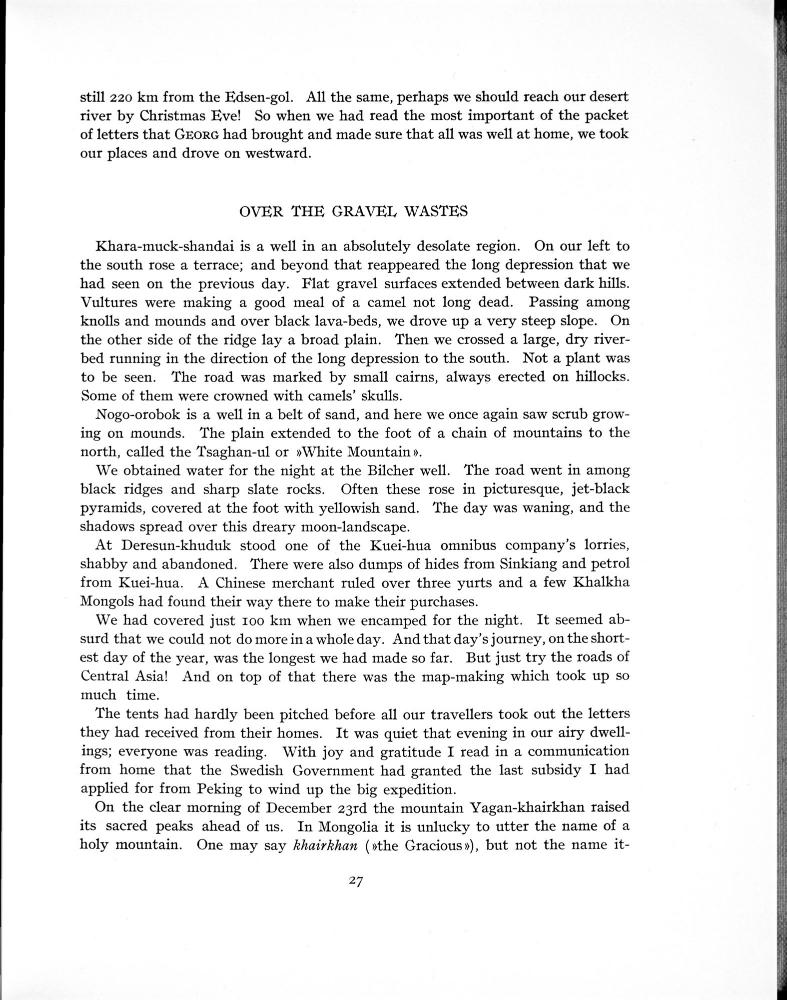 still 220 km from the Edsen-gol. All the same, perhaps we should reach our desert
river by Christmas Eve! So when we had read the most important of the packet
of letters that GEORG had brought and made sure that all was well at home, we took
our places and drove on westward.
OVER THE GRAVEL WASTES
Khara-muck-shandai is a well in an absolutely desolate region. On our left to
the south rose a terrace; and beyond that reappeared the long depression that we
had seen on the previous day. Flat gravel surfaces extended between dark hills.
Vultures were making a good meal of a camel not long dead. Passing among
knolls and mounds and over black lava-beds, we drove up a very steep slope. On
the other side of the ridge lay a broad plain. Then we crossed a large, dry river-
bed running in the direction of the long depression to the south. Not a plant was
to be seen. The road was marked by small cairns, always erected on hillocks.
Some of them were crowned with camels' skulls.
Nogo-orobok is a well in a belt of sand, and here we once again saw scrub grow-
ing on mounds. The plain extended to the foot of a chain of mountains to the
north, called the Tsaghan-ul or »White Mountain».
We obtained water for the night at the Bilcher well. The road went in among
black ridges and sharp slate rocks. Often these rose in picturesque, jet-black
pyramids, covered at the foot with yellowish sand. The day was waning, and the
shadows spread over this dreary moon-landscape.
At Deresun-khuduk stood one of the Kuei-hua omnibus company's lorries,
shabby and abandoned. There were also dumps of hides from Sinkiang and petrol
from Kuei-hua. A Chinese merchant ruled over three yurts and a few Khalkha
Mongols had found their way there to make their purchases.
We had covered just 100 km when we encamped for the night. It seemed ab-
surd that we could not do more in a whole day. And that day's journey, on the short-
est day of the year, was the longest we had made so far. But just try the roads of
Central Asia! And on top of that there was the map-making which took up so
much time.
The tents had hardly been pitched before all our travellers took out the letters
they had received from their homes. It was quiet that evening in our airy dwell-
ings; everyone was reading. With joy and gratitude I read in a communication
from home that the Swedish Government had granted the last subsidy I had
applied for from Peking to wind up the big expedition.
On the clear morning of December 23rd the mountain Yagan-khairkhan raised
its sacred peaks ahead of us. In Mongolia it is unlucky to utter the name of a
holy mountain. One may say khairkhan (»the Gracious»), but not the name it-
27